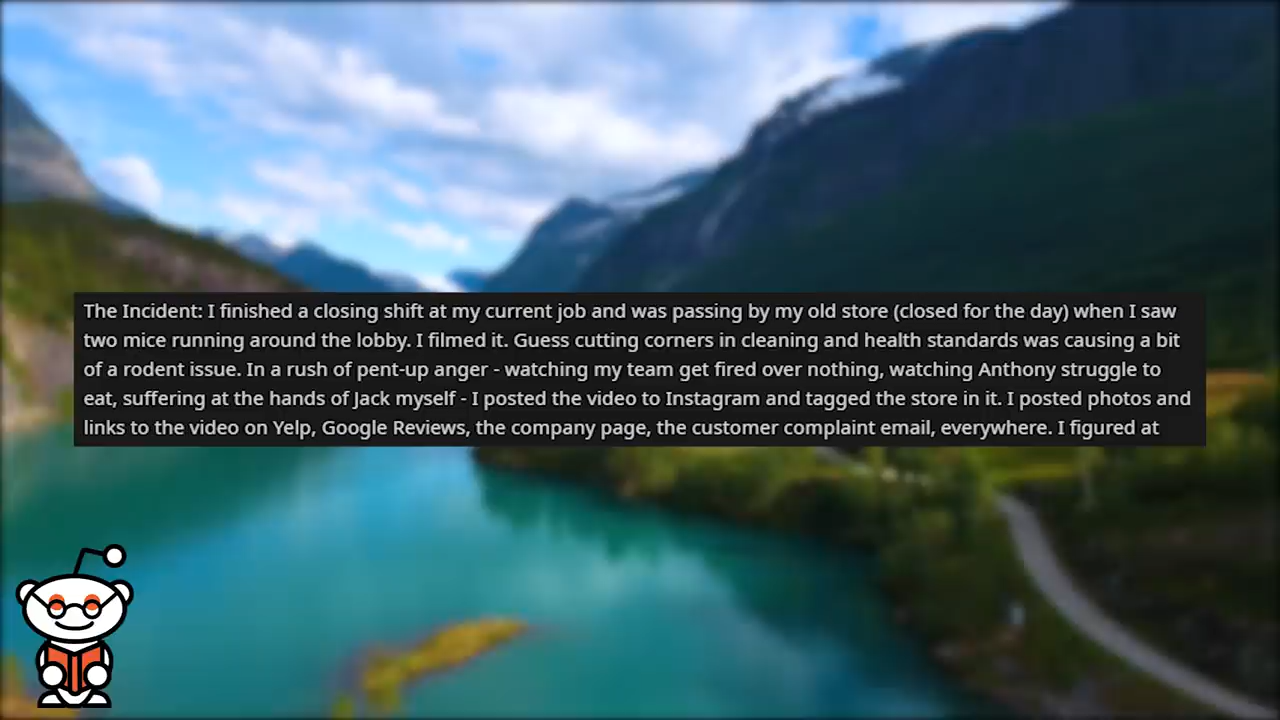 The Incident: I finished a closing shift at my current job and was passing by my old store (closed for the day) when I saw
two mice running around the lobby. I filmed it. Guess cutting corners in cleaning and health standards was causing a bit
of a rodent issue. In a rush of pent-up anger - watching my team get fired over nothing, watching Anthony struggle to
eat, suffering at the hands of Jack myself - I posted the video to Instagram and tagged the store in it. I posted photos and
links to the video on Yelp, Google Reviews, the company page, the customer complaint email, everywhere. I figured at